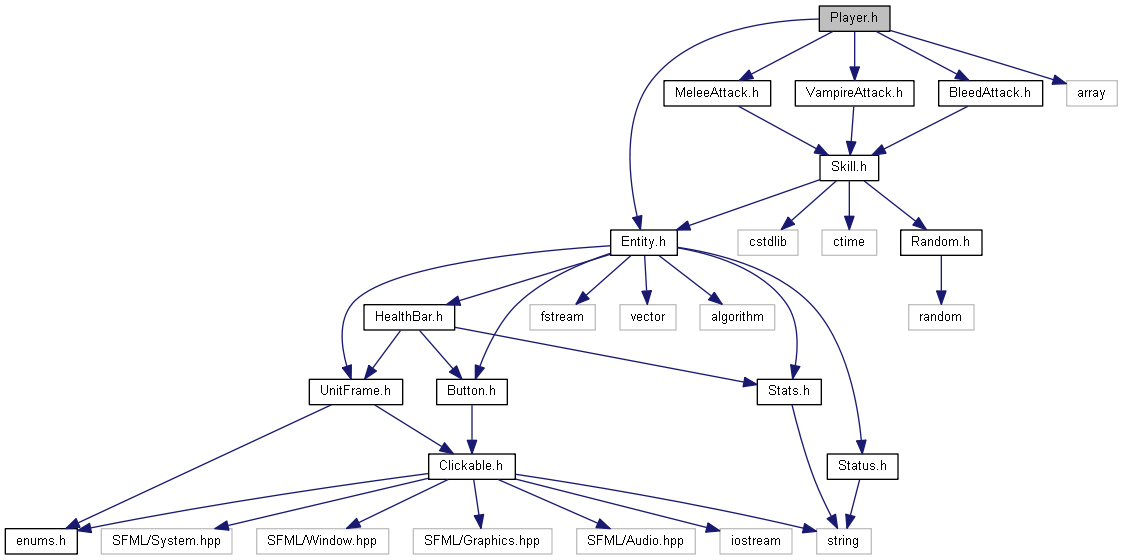 Player.h
MeleeAttack.h
VampireAttack.h
BleedAttack.h
array
Skill.h
Entity.h
cstdlib
ctime
Random.h
HealthBar.h
fstream
vector
algorithm
random
UnitFrame.h
Button.h
Stats.h
Clickable.h
Status.h
enums.h
SFML/System.hpp
SFML/Window.hpp
SFML/Graphics.hpp
SFML/Audio.hpp
iostream
string